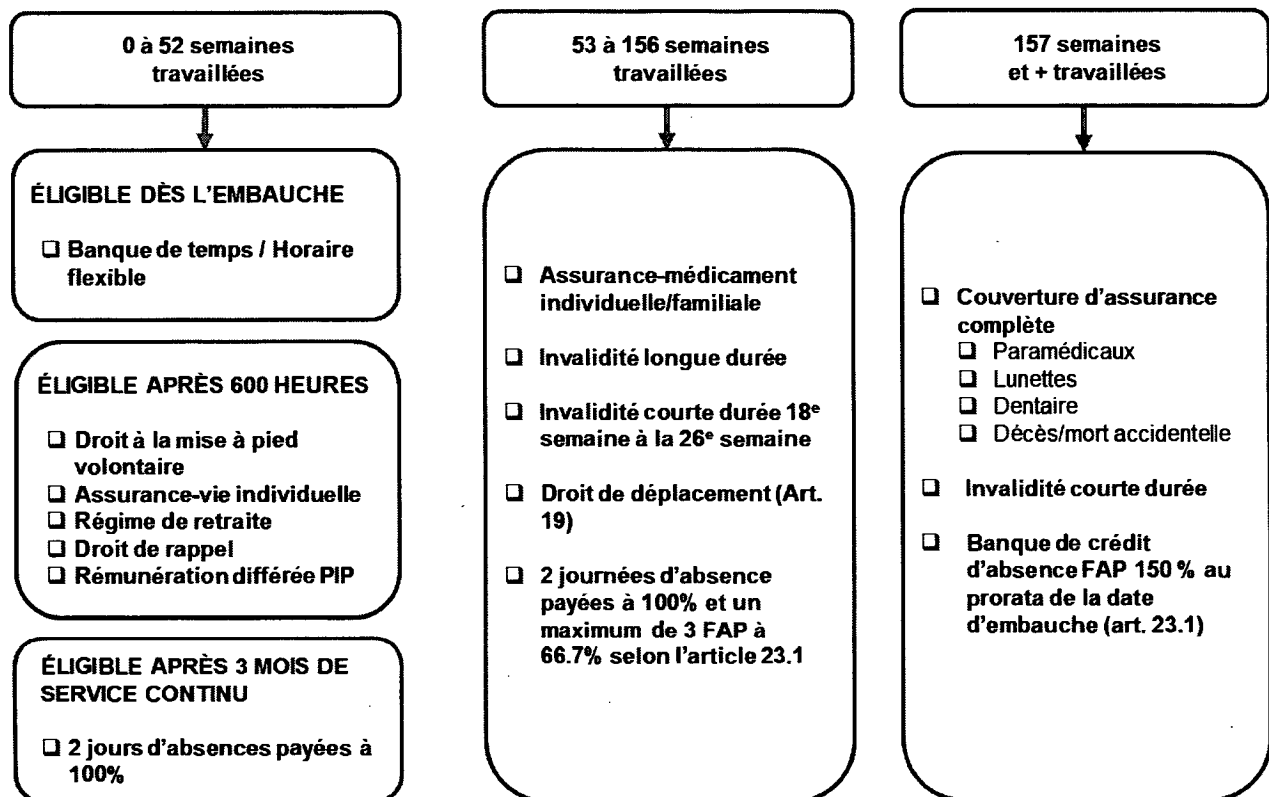 0 à 52 semaines
travaillées
ÉLIGIBLE DÈS L'EMBAUCHE
❑ Banque de temps / Horaire
flexible
ÉLIGIBLE APRÈS 600 HEURES
❑ Droit à la mise à pied
volontaire
❑ Assurance-vie individuelle
❑ Régime de retraite
❑ Droit de rappel
❑ Rémunération différée PIP
ÉLIGIBLE APRÈS 3 MOIS DE
SERVICE CONTINU
❑ 2 jours d'absences payées à
100%
53 à 156 semaines
travaillées
❑ Assurance-médicament
individuelle/familiale
❑ Invalidité longue durée
❑ Invalidité courte durée 18e
semaine à la 26e semaine
❑ Droit de déplacement (Art.
19)
❑ 2 journées d'absence
payées à 100% et un
maximum de 3 FAP à
66.7% selon l'article 23.1
157 semaines
et + travaillées
❑ Couverture d'assurance
complète
❑ Paramédicaux
❑ Lunettes
❑ Dentaire
❑ Décès/mort accidentelle
❑ Invalidité courte durée
❑ Banque de crédit
d'absence FAP 150 % au
prorata de la date
d'embauche (art. 23.1)